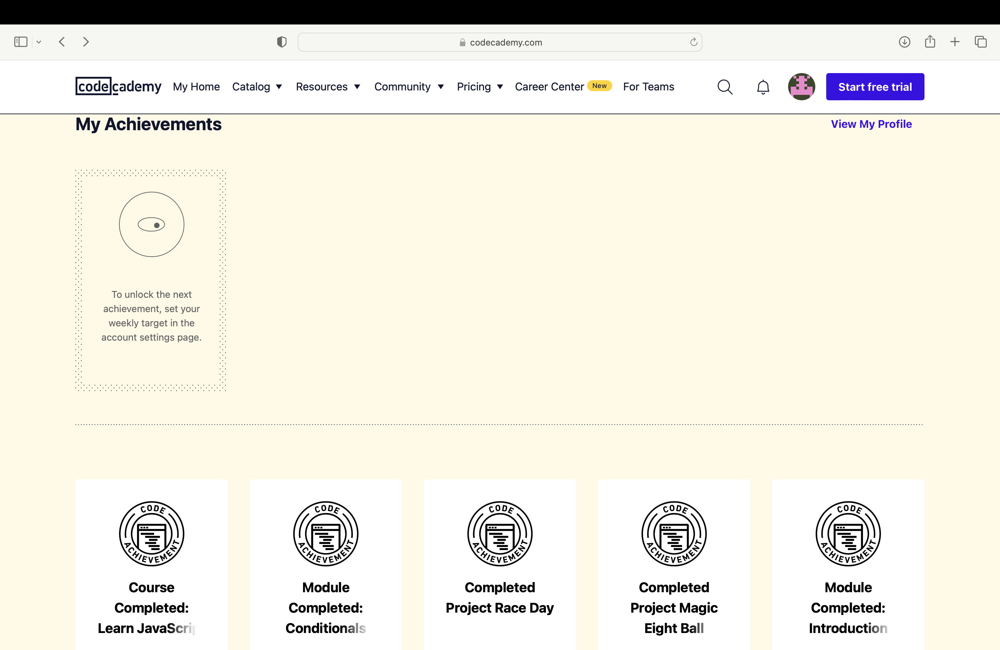 codecademy.com
codecademy My Home Catalog Resources Community Pricing Career Center New For Teams Start free trial
My Achievements View My Profile
To unlock the next
achievement, set your
weekly target in the
account settings page.
CODE ACHIEVEMENT CODE ACHIEVEMENT CODE ACHIEVEMENT CODE ACHIEVEMENT CODE ACHIEVEMENT
Course
Completed:
Learn JavaScrip
Module
Completed:
Conditionals
Completed
Project Race Day
Completed
Project Magic
Eight Ball
Module
Completed:
Introduction